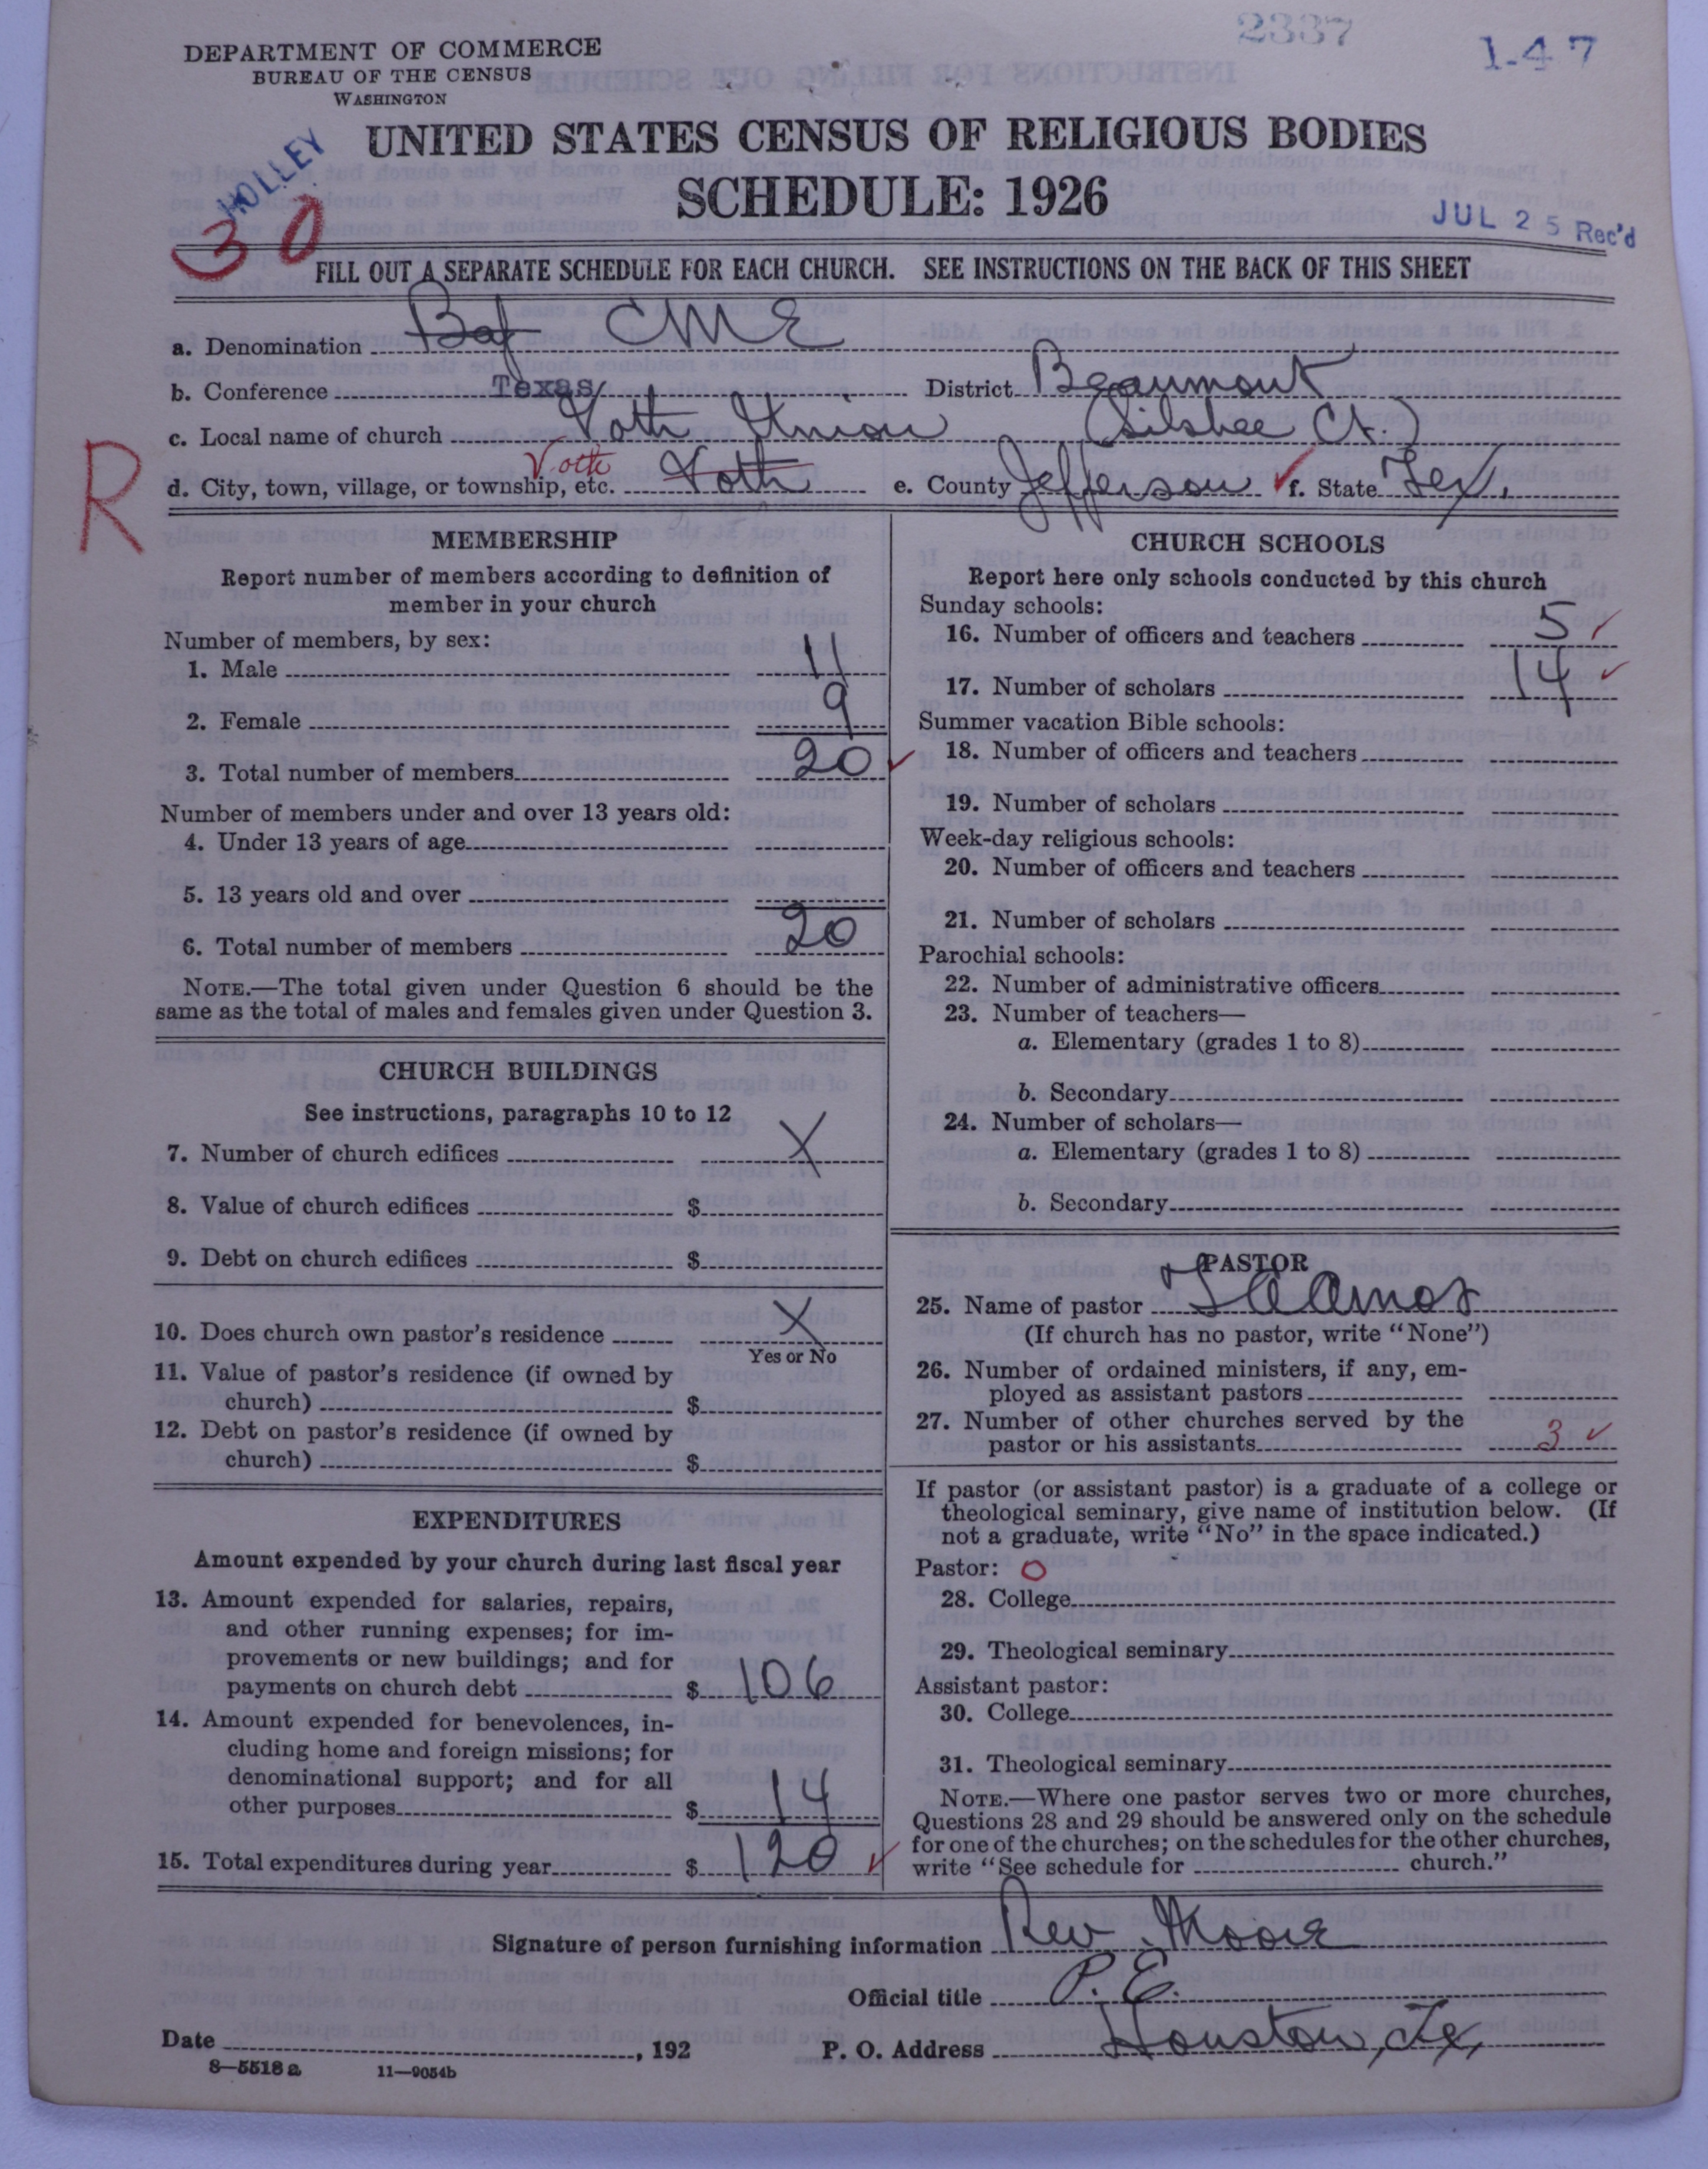 2337
1-47
DEPARTMENT OF COMMERCE
BUREAU OF THE CENSUS
WASHINGTON
HOLLEY
30
UNITED STATES CENSUS OF RELIGIOUS BODIES
SCHEDULE: 1926
JUL 25 Rec'd
FILL OUT A SEPARATE SCHEDULE FOR EACH CHURCH. SEE INSTRUCTIONS ON THE BACK OF THIS SHEET
a. Denomination Baf CME
b. Conference Texas District Beaumont
c. Local name of church Voth Union (Silsbee Ct.)
R
d. City, town, village, or township, etc. Voth Voth e. County Jefferson f. State Tex.
MEMBERSHIP
Report number of members according to definition of
member in your church
Number of members, by sex:
1. Male 11
2. Female 9
3. Total number of members 20
Number of members under and over 13 years old:
4. Under 13 years of age
5. 13 years old and over
6. Total number of members 20
NOTE.—The total given under Question 6 should be the
same as the total of males and females given under Question 3.
CHURCH BUILDINGS
See instructions, paragraphs 10 to 12
7. Number of church edifices X
8. Value of church edifices $
9. Debt on church edifices $
10. Does church own pastor's residence X
Yes or No
11. Value of pastor's residence (if owned by
church) $
12. Debt on pastor's residence (if owned by
church) $
EXPENDITURES
Amount expended by your church during last fiscal year
13. Amount expended for salaries, repairs,
and other running expenses; for im-
provements or new buildings; and for
payments on church debt $ 106
14. Amount expended for benevolences, in-
cluding home and foreign missions; for
denominational support; and for all
other purposes $ 14
15. Total expenditures during year $ 120
CHURCH SCHOOLS
Report here only schools conducted by this church
Sunday schools:
16. Number of officers and teachers 5
17. Number of scholars 14
Summer vacation Bible schools:
18. Number of officers and teachers
19. Number of scholars
Week-day religious schools:
20. Number of officers and teachers
21. Number of scholars
Parochial schools:
22. Number of administrative officers
23. Number of teachers—
a. Elementary (grades 1 to 8)
b. Secondary
24. Number of scholars—
a. Elementary (grades 1 to 8)
b. Secondary
PASTOR
25. Name of pastor Amos
(If church has no pastor, write "None")
26. Number of ordained ministers, if any, em-
ployed as assistant pastors
27. Number of other churches served by the
pastor or his assistants 3
If pastor (or assistant pastor) is a graduate of a college or
theological seminary, give name of institution below. (If
not a graduate, write "No" in the space indicated.)
Pastor: O
28. College
29. Theological seminary
Assistant pastor:
30. College
31. Theological seminary
NOTE.—Where one pastor serves two or more churches,
Questions 28 and 29 should be answered only on the schedule
for one of the churches; on the schedules for the other churches,
write "See schedule for church."
Signature of person furnishing information Rev. Moore
Official title P. E.
Date , 192 P. O. Address Houston, Tex,
8—5518 a 11—9054b